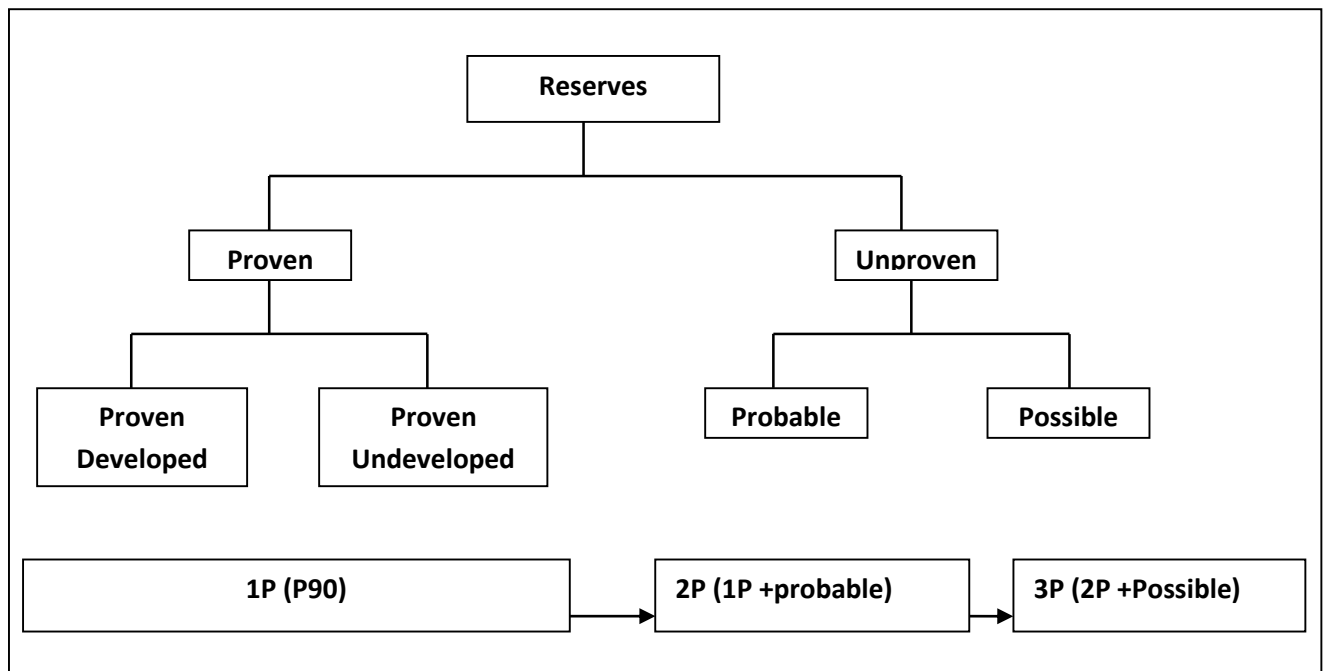 Reserves
Proven
Unproven
Proven
Developed
Proven
Undeveloped
Probable
Possible
1P (P90)
2P (1P +probable)
3P (2P +Possible)